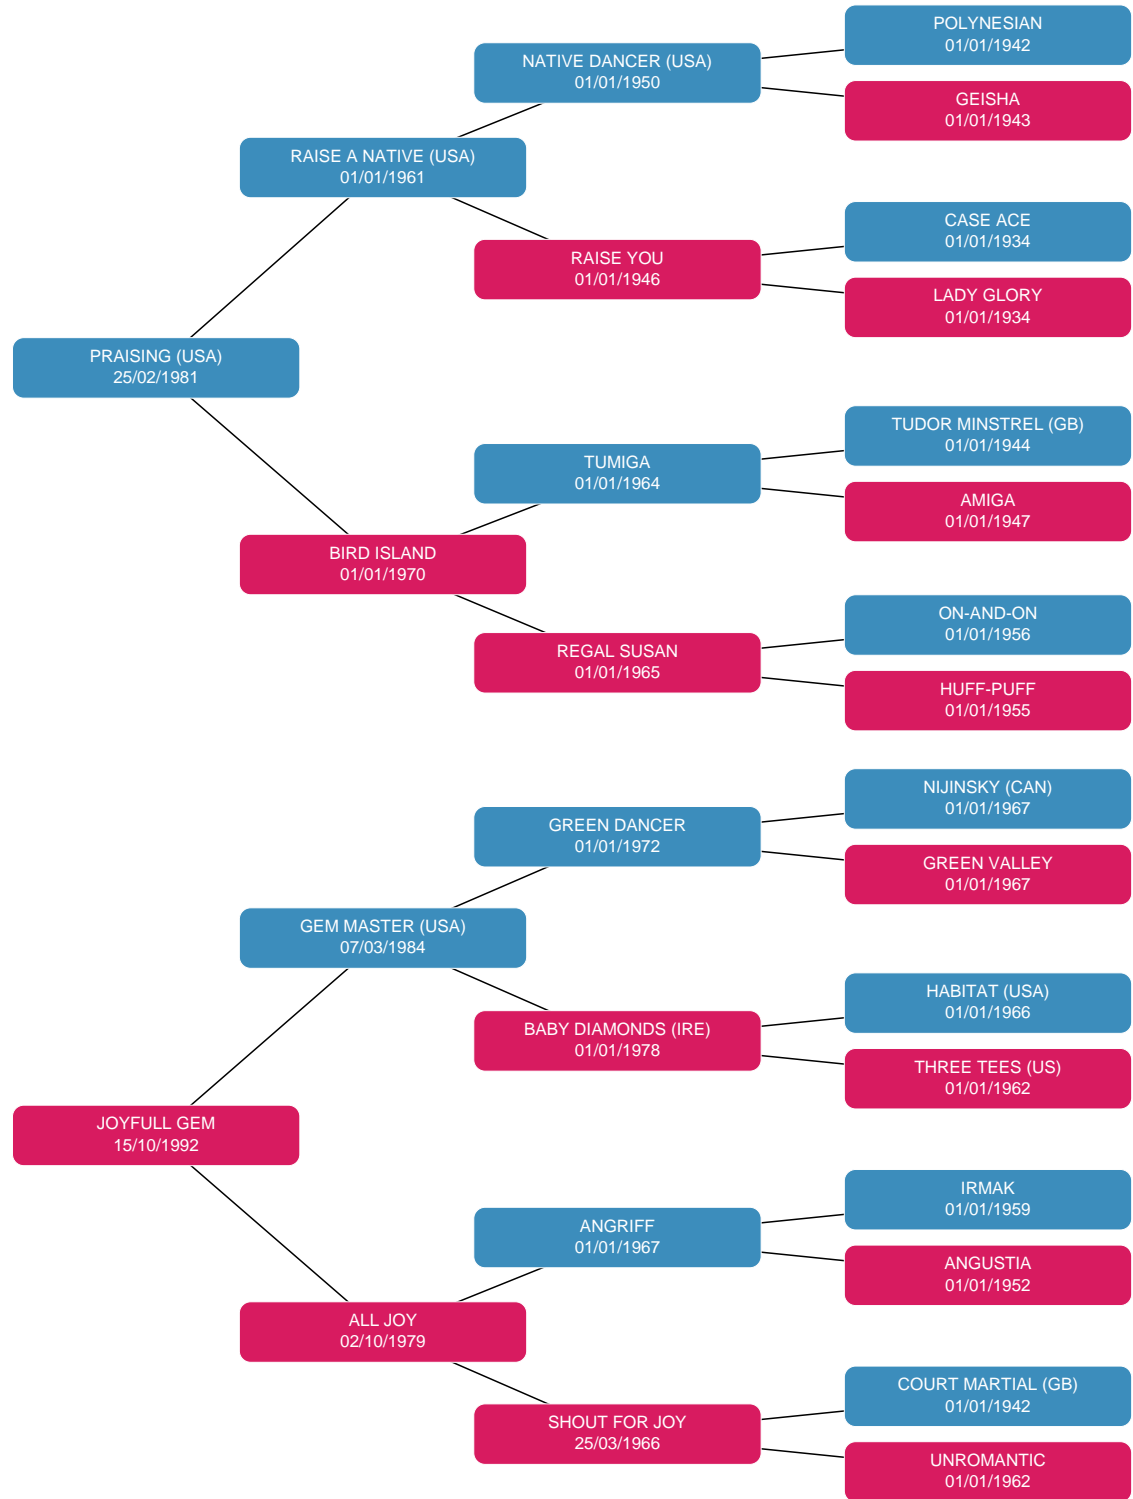 POLYNESIAN
01/01/1942
NATIVE DANCER (USA)
01/01/1950
GEISHA
01/01/1943
RAISE A NATIVE (USA)
01/01/1961
CASE ACE
01/01/1934
RAISE YOU
01/01/1946
LADY GLORY
01/01/1934
PRAISING (USA)
25/02/1981
TUDOR MINSTREL (GB)
01/01/1944
TUMIGA
01/01/1964
AMIGA
01/01/1947
BIRD ISLAND
01/01/1970
ON-AND-ON
01/01/1956
REGAL SUSAN
01/01/1965
HUFF-PUFF
01/01/1955
NIJINSKY (CAN)
01/01/1967
GREEN DANCER
01/01/1972
GREEN VALLEY
01/01/1967
GEM MASTER (USA)
07/03/1984
HABITAT (USA)
01/01/1966
BABY DIAMONDS (IRE)
01/01/1978
THREE TEES (US)
01/01/1962
JOYFULL GEM
15/10/1992
IRMAK
01/01/1959
ANGRIFF
01/01/1967
ANGUSTIA
01/01/1952
ALL JOY
02/10/1979
COURT MARTIAL (GB)
01/01/1942
SHOUT FOR JOY
25/03/1966
UNROMANTIC
01/01/1962